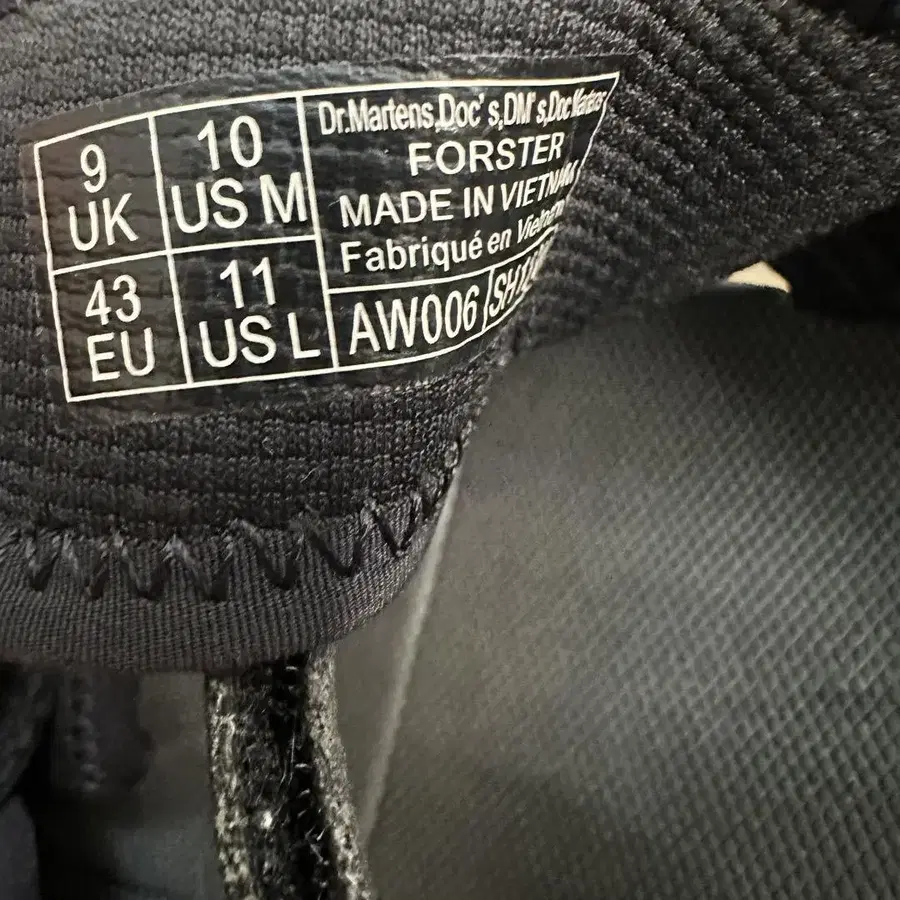 9
UK
10
US M
43
EU
11
US L
Dr.Martens,Doc's,DM's,Doc Martens
FORSTER
MADE IN VIETNAM
Fabriqué en Vietnam
AW006